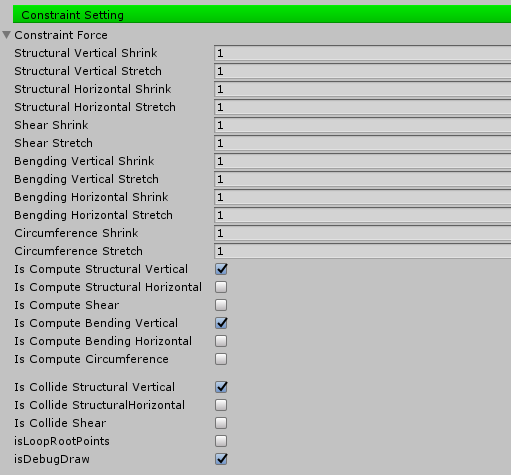 Constraint Setting
Constraint Force
Structural Vertical Shrink 1
Structural Vertical Stretch 1
Structural Horizontal Shrink 1
Structural Horizontal Stretch 1
Shear Shrink 1
Shear Stretch 1
Bengding Vertical Shrink 1
Bengding Vertical Stretch 1
Bengding Horizontal Shrink 1
Bengding Horizontal Stretch 1
Circumference Shrink 1
Circumference Stretch 1
Is Compute Structural Vertical
Is Compute Structural Horizontal
Is Compute Shear
Is Compute Bending Vertical
Is Compute Bending Horizontal
Is Compute Circumference
Is Collide Structural Vertical
Is Collide StructuralHorizontal
Is Collide Shear
isLoopRootPoints
isDebugDraw